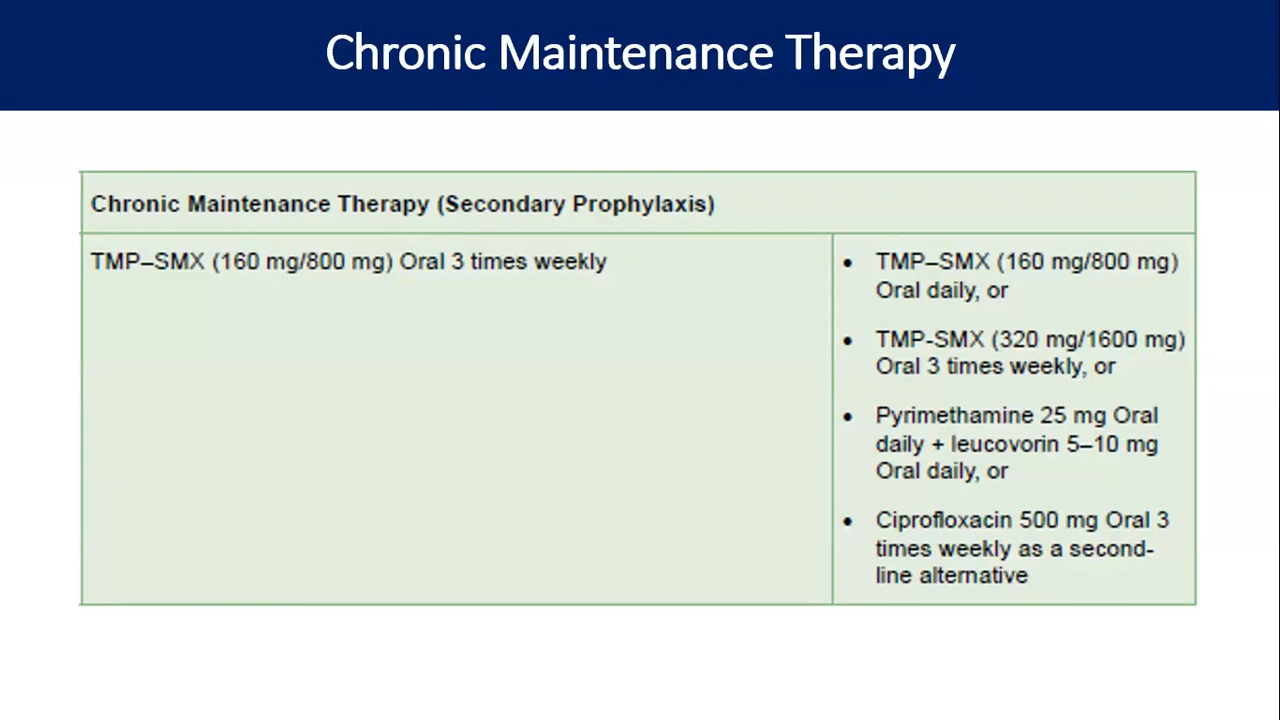 Chronic Maintenance Therapy
Chronic Maintenance Therapy (Secondary Prophylaxis)
TMP–SMX (160 mg/800 mg) Oral 3 times weekly
• TMP–SMX (160 mg/800 mg)
Oral daily, or
• TMP-SMX (320 mg/1600 mg)
Oral 3 times weekly, or
• Pyrimethamine 25 mg Oral
daily + leucovorin 5–10 mg
Oral daily, or
• Ciprofloxacin 500 mg Oral 3
times weekly as a second-
line alternative